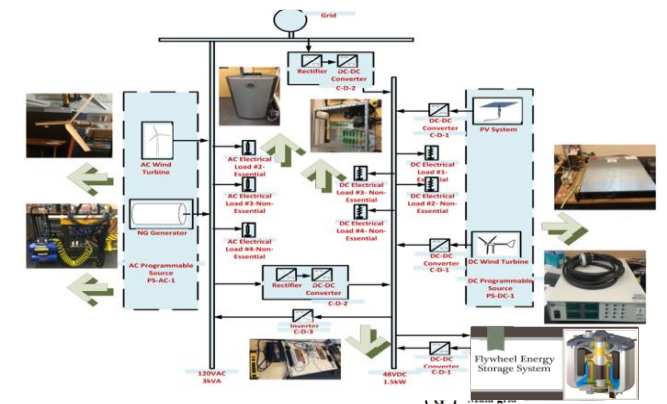 Grid
Rectifier
DC-DC
Converter
C-D-2
DC-DC
Converter
C-D-1
PV System
AC Wind
Turbine
AC Electrical
Load #2-
Essential
DC Electrical
Load #1-
DC Electrical
Load #3- Non-
Essential
DC Electrical
Load #2- Non-
Essential
AC Electrical
Load #3-Non-
Essential
NG Generator
DC Electrical
Load #4- Non-
Essential
AC Electrical
Load #4-Non-
Essential
DC-DC
Converter
C-D-1
DC Wind Turbine
AC Programmable
Source
PS-AC-1
Rectifier
DC-DC
Converter
C-D-2
DC Programmable
Source
PS-DC-1
Inverter
C-D-3
DC-DC
Converter
C-D-1
Flywheel Energy
Storage System
120VAC
3kVA
48VDC
1.5kW